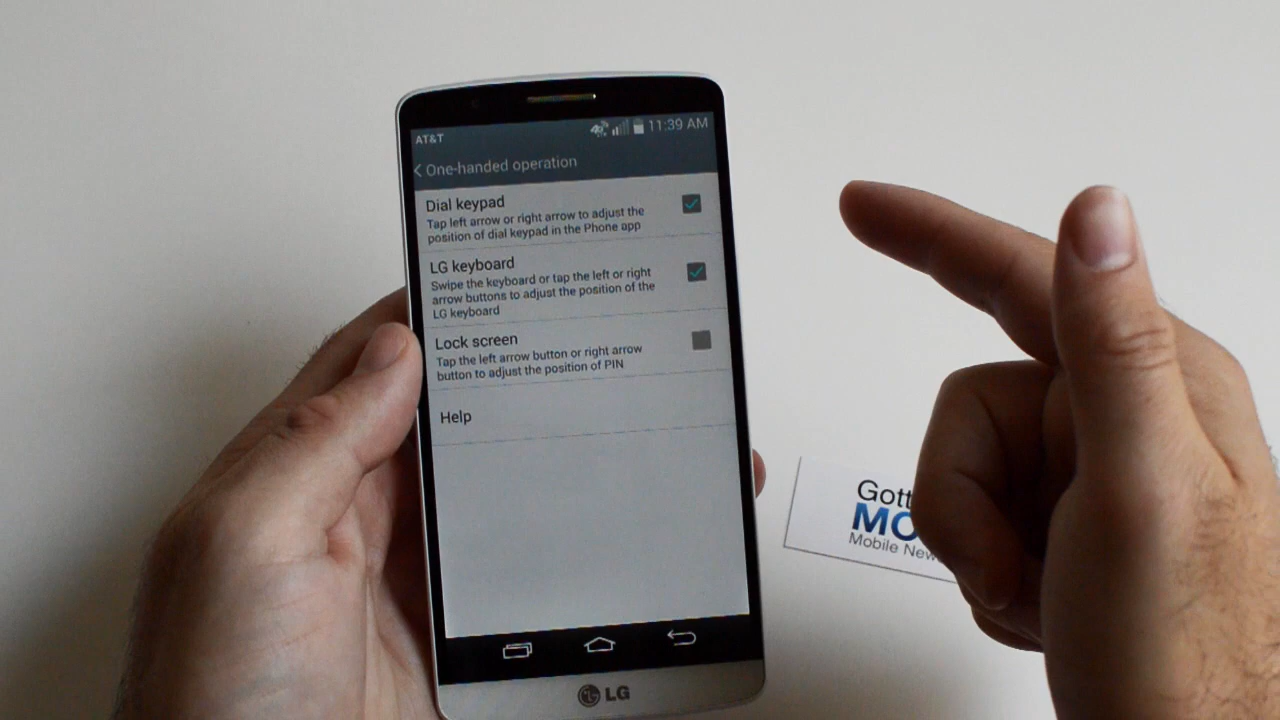 AT&T
4G
11:39 AM
One-handed operation
Dial keypad
Tap left arrow or right arrow to adjust the
position of dial keypad in the Phone app
LG keyboard
Swipe the keyboard or tap the left or right
arrow buttons to adjust the position of the
LG keyboard
Lock screen
Tap the left arrow button or right arrow
button to adjust the position of PIN
Help
LG
Gott
MO
Mobile New